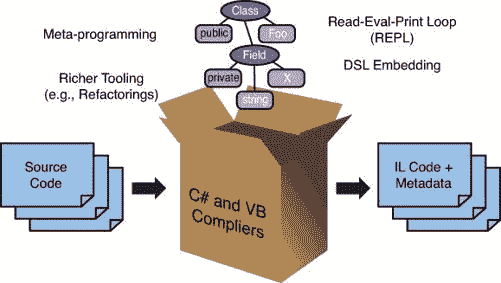 Class
public
Foo
Field
private
X
string
Meta-programming
Richer Tooling
(e.g., Refactorings)
Read-Eval-Print Loop
(REPL)
DSL Embedding
Source
Code
C# and VB
Compliers
IL Code +
Metadata